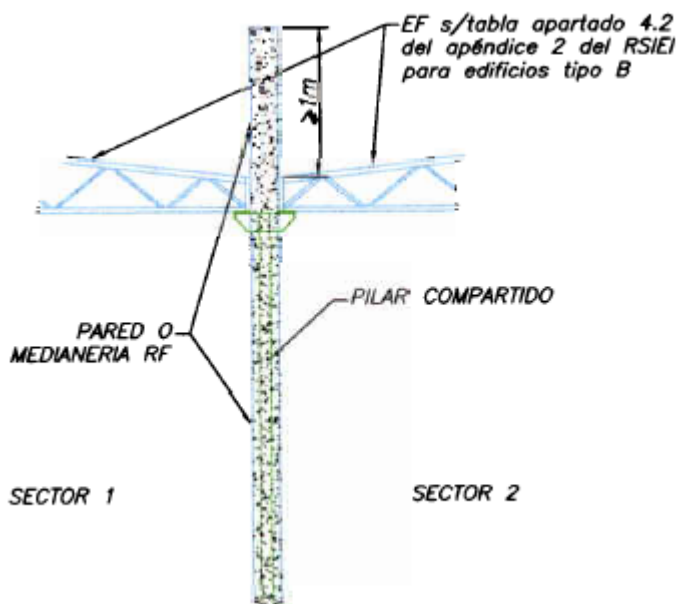 EF s/tabla apartado 4.2
del apéndice 2 del RSIEI
para edificios tipo B
≥1m
PILAR COMPARTIDO
PARED O
MEDIANERIA RF
SECTOR 1
SECTOR 2